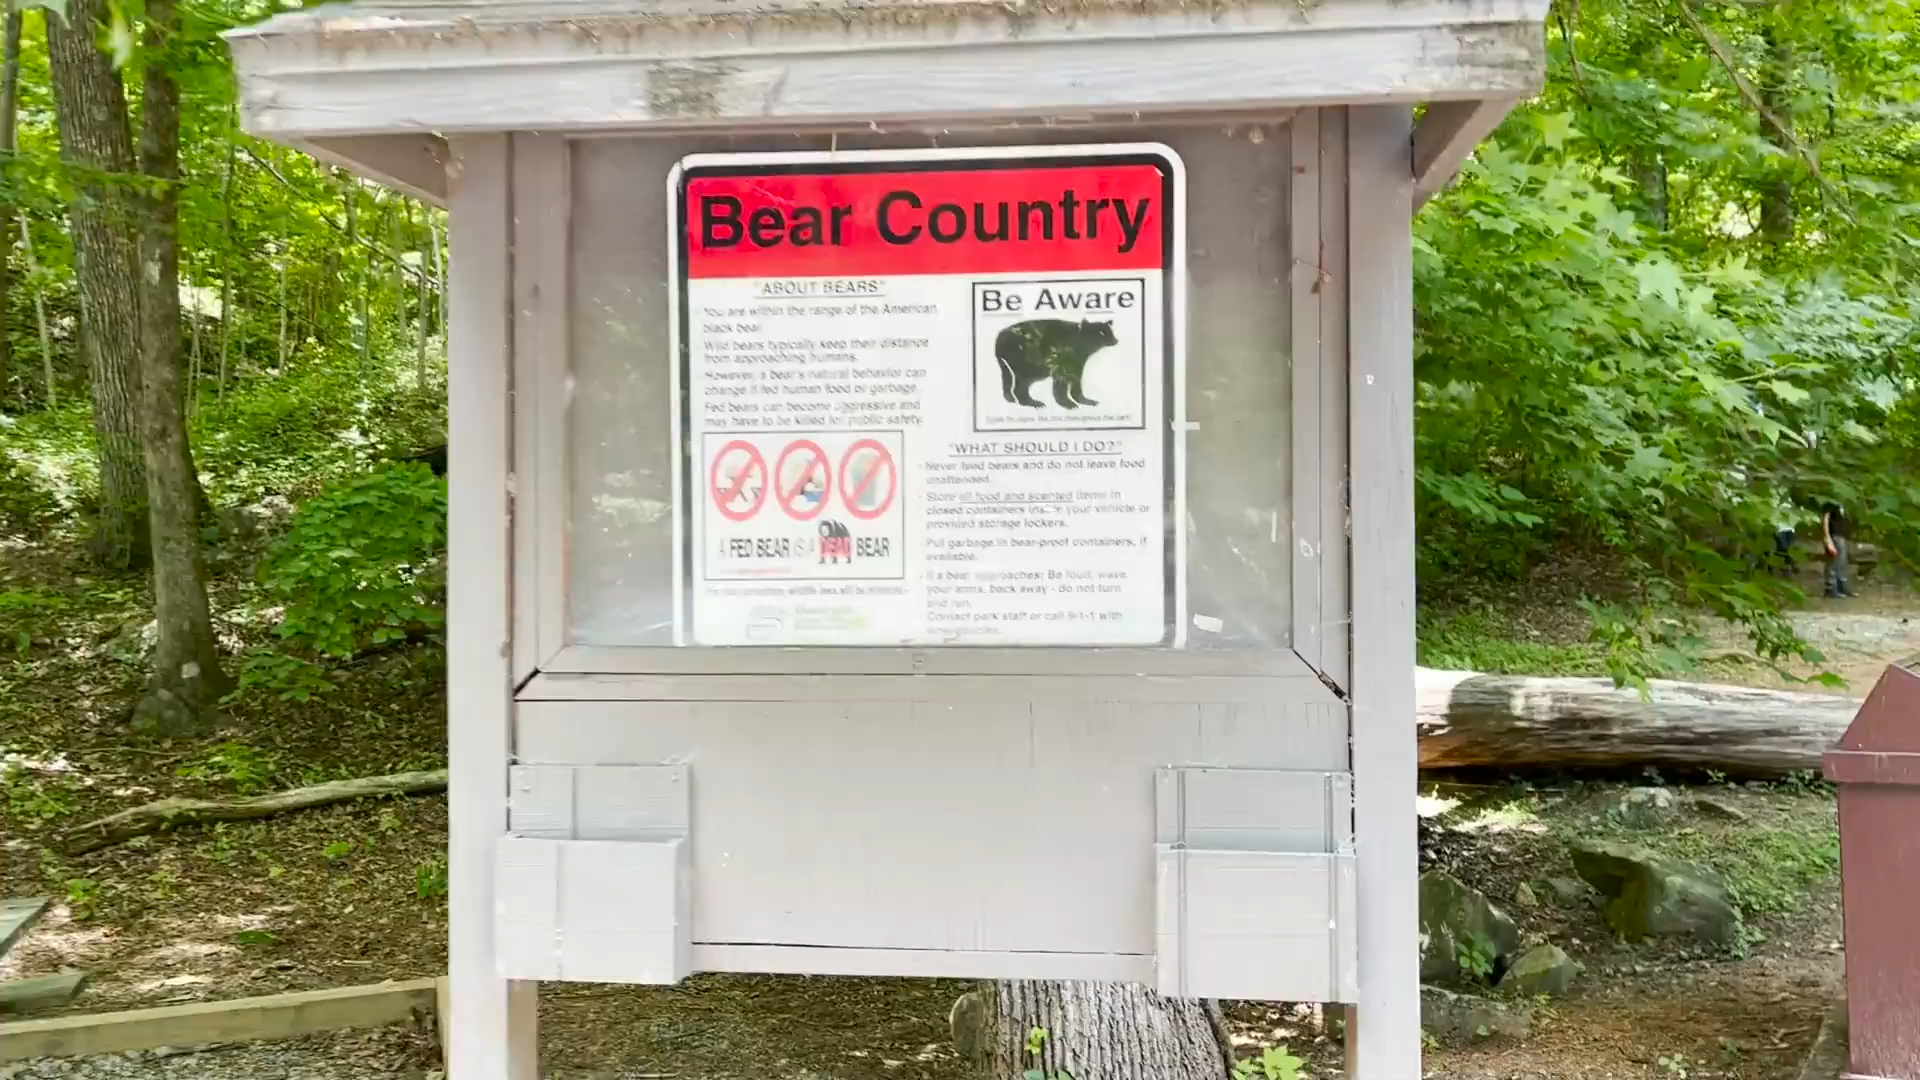 Bear Country
"ABOUT BEARS"
You are within the range of the American
black bear
Wild bears typically keep their distance
from approaching humans.
However, a bear's natural behavior can
change if fed human food or garbage.
Fed bears can become aggressive and
may have to be killed for public safety.
Be Aware
A FED BEAR IS A DEAD BEAR
"WHAT SHOULD I DO?"
- Never feed bears and do not leave food
unattended.
- Store all food and scented items in
closed containers inside your vehicle or
provided storage lockers.
- Put garbage in bear-proof containers, if
available.
- If a bear approaches: Be loud, wave
your arms, back away - do not turn
and run.
Contact park staff or call 9-1-1 with